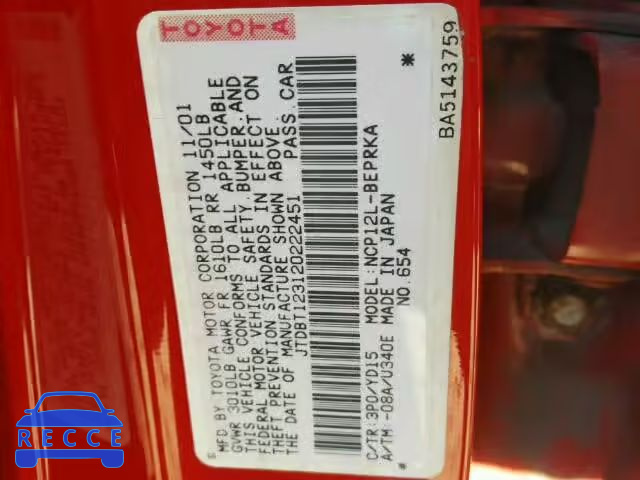 TOYOTA
MFD BY TOYOTA MOTOR CORPORATION 11/01
GVWR 3010LB GAWR FR 1610LB RR 1450LB
THIS VEHICLE CONFORMS TO ALL APPLICABLE
FEDERAL MOTOR VEHICLE SAFETY, BUMPER, AND
THEFT PREVENTION STANDARDS IN EFFECT ON
THE DATE OF MANUFACTURE SHOWN ABOVE.
JTDBT123120222451 PASS. CAR
*
C/TR:3P0/YD15 MODEL:NCP12L-BEPRKA
A/TM-08A/U340E MADE IN JAPAN
NO.654
BA5143759
RECCE